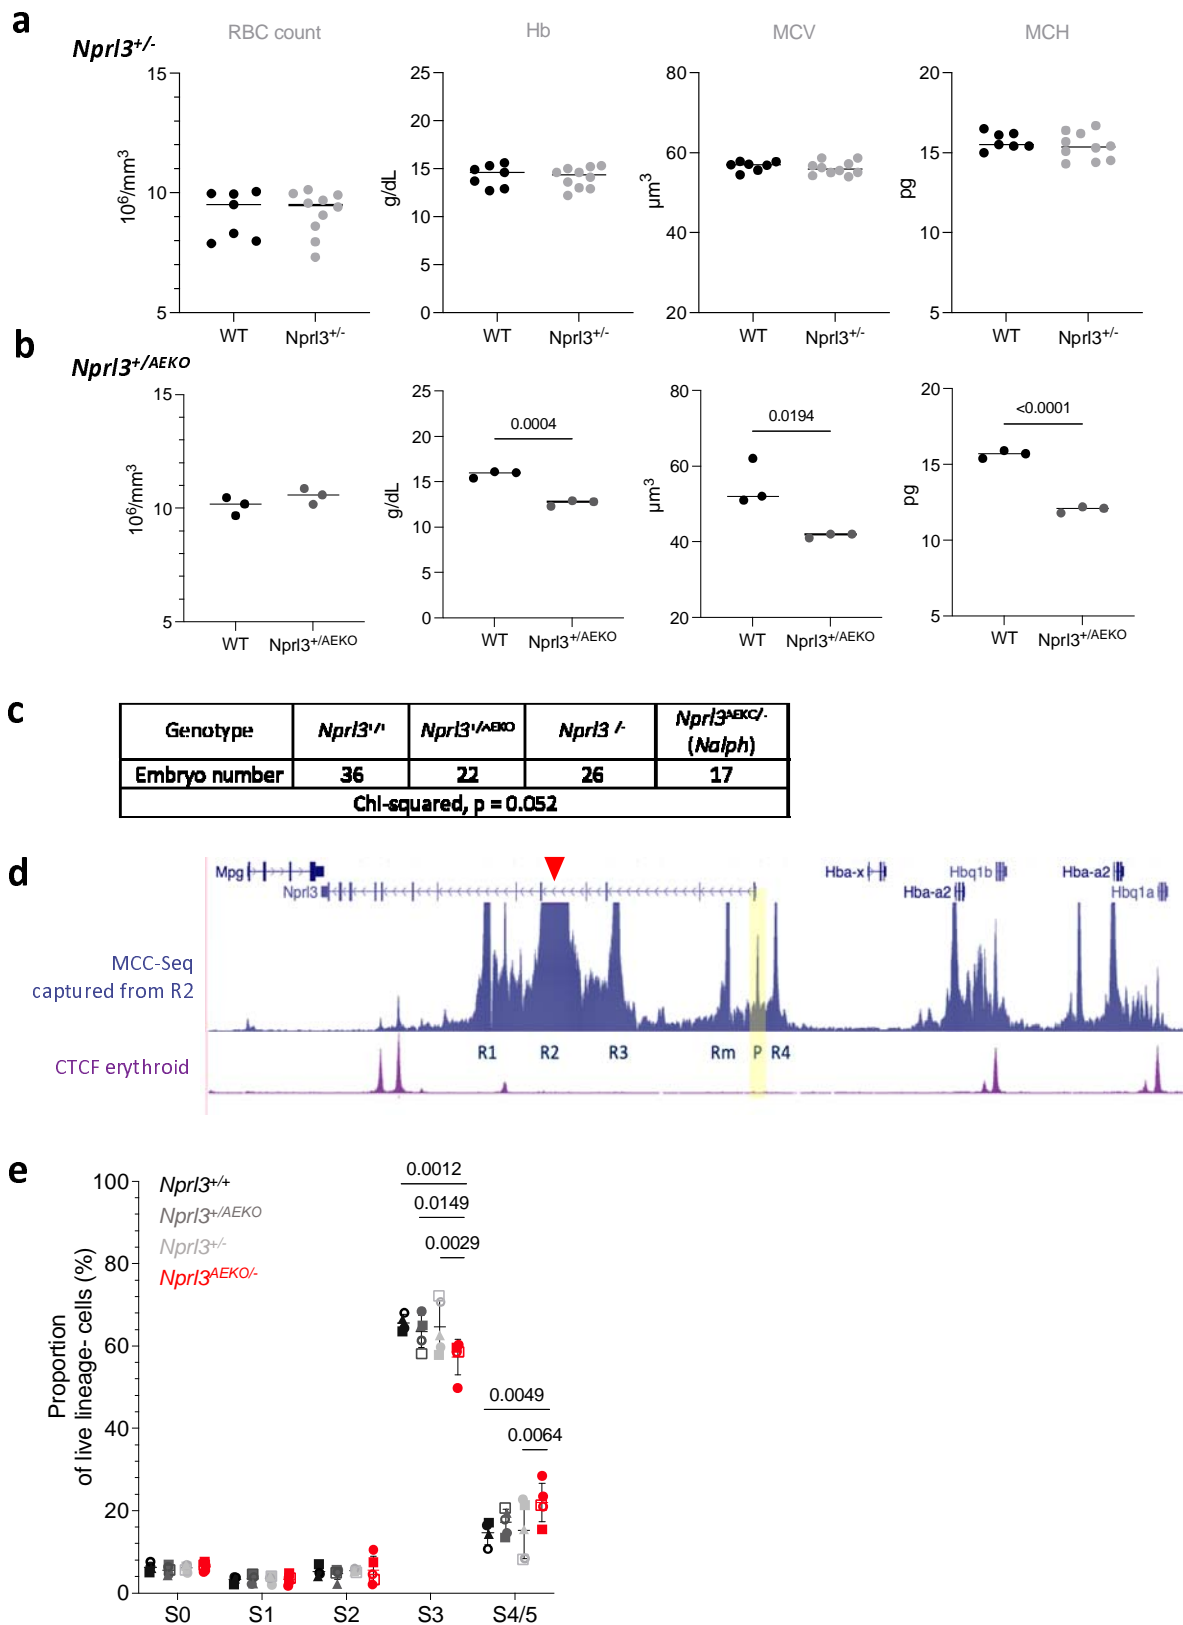 a
Nprl3+/-
RBC count
Hb
MCV
MCH
15
10
5
10⁶/mm³
WT
Nprl3+/-
25
20
15
10
5
0
g/dL
WT
Nprl3+/-
80
60
40
20
µm³
WT
Nprl3+/-
20
15
10
5
pg
WT
Nprl3+/-
b
Nprl3+/AEKO
15
10
5
10⁶/mm³
WT
Nprl3+/AEKO
25
20
15
10
5
0
g/dL
0.0004
WT
Nprl3+/AEKO
80
60
40
20
µm³
0.0194
WT
Nprl3+/AEKO
20
15
10
5
pg
<0.0001
WT
Nprl3+/AEKO
c
Genotype
Nprl3+/+
Nprl3+/AEKO
Nprl3 /-
Nprl3AEKO/-
(Nalph)
Embryo number 36 22 26 17
Chi-squared, p = 0.052
d
Mpg
Nprl3
Hba-x
Hbq1b
Hba-a2
Hba-a2
Hbq1a
MCC-Seq
captured from R2
R1 R2 R3 Rm P R4
CTCF erythroid
e
Nprl3+/+
Nprl3+/AEKO
Nprl3+/-
Nprl3AEKO/-
100
80
60
40
20
0
Proportion
of live lineage- cells (%)
0.0012
0.0149
0.0029
0.0049
0.0064
S0 S1 S2 S3 S4/5